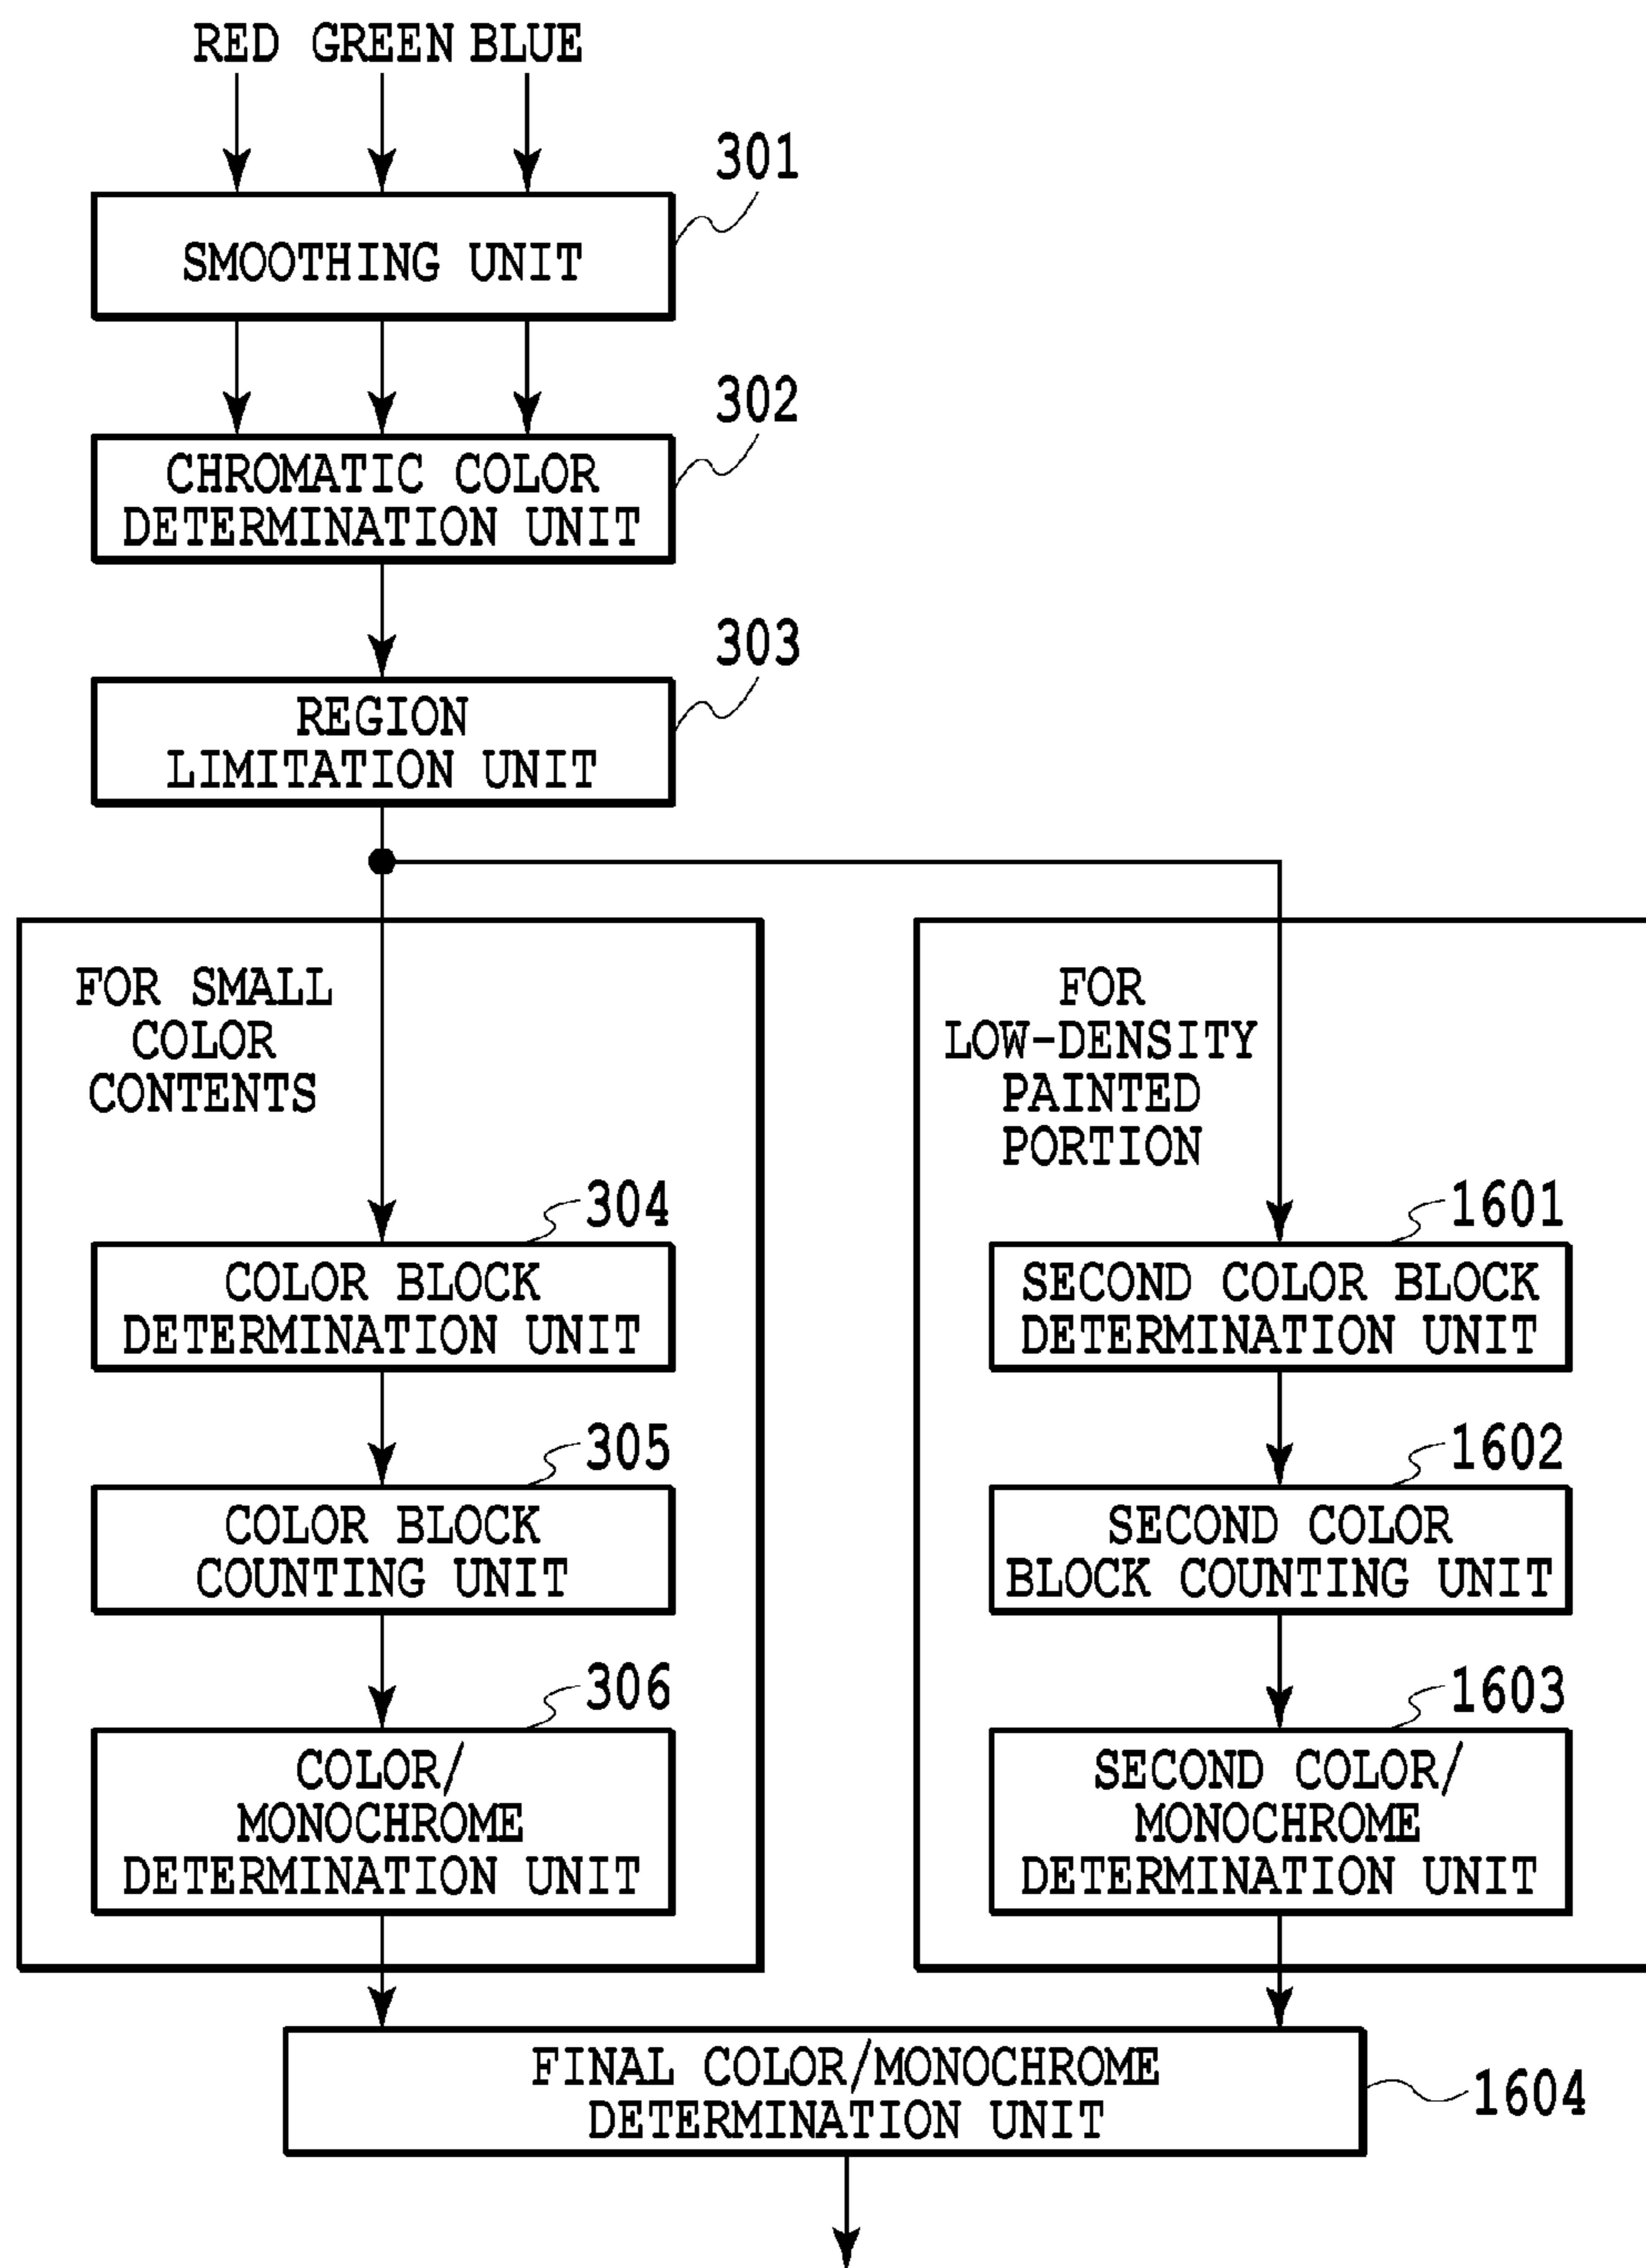 RED GREEN BLUE
301
SMOOTHING UNIT
302
CHROMATIC COLOR
DETERMINATION UNIT
303
REGION
LIMITATION UNIT
FOR SMALL
COLOR
CONTENTS
304
COLOR BLOCK
DETERMINATION UNIT
305
COLOR BLOCK
COUNTING UNIT
306
COLOR/
MONOCHROME
DETERMINATION UNIT
FOR
LOW-DENSITY
PAINTED
PORTION
1601
SECOND COLOR BLOCK
DETERMINATION UNIT
1602
SECOND COLOR
BLOCK COUNTING UNIT
1603
SECOND COLOR/
MONOCHROME
DETERMINATION UNIT
FINAL COLOR/MONOCHROME
DETERMINATION UNIT
1604